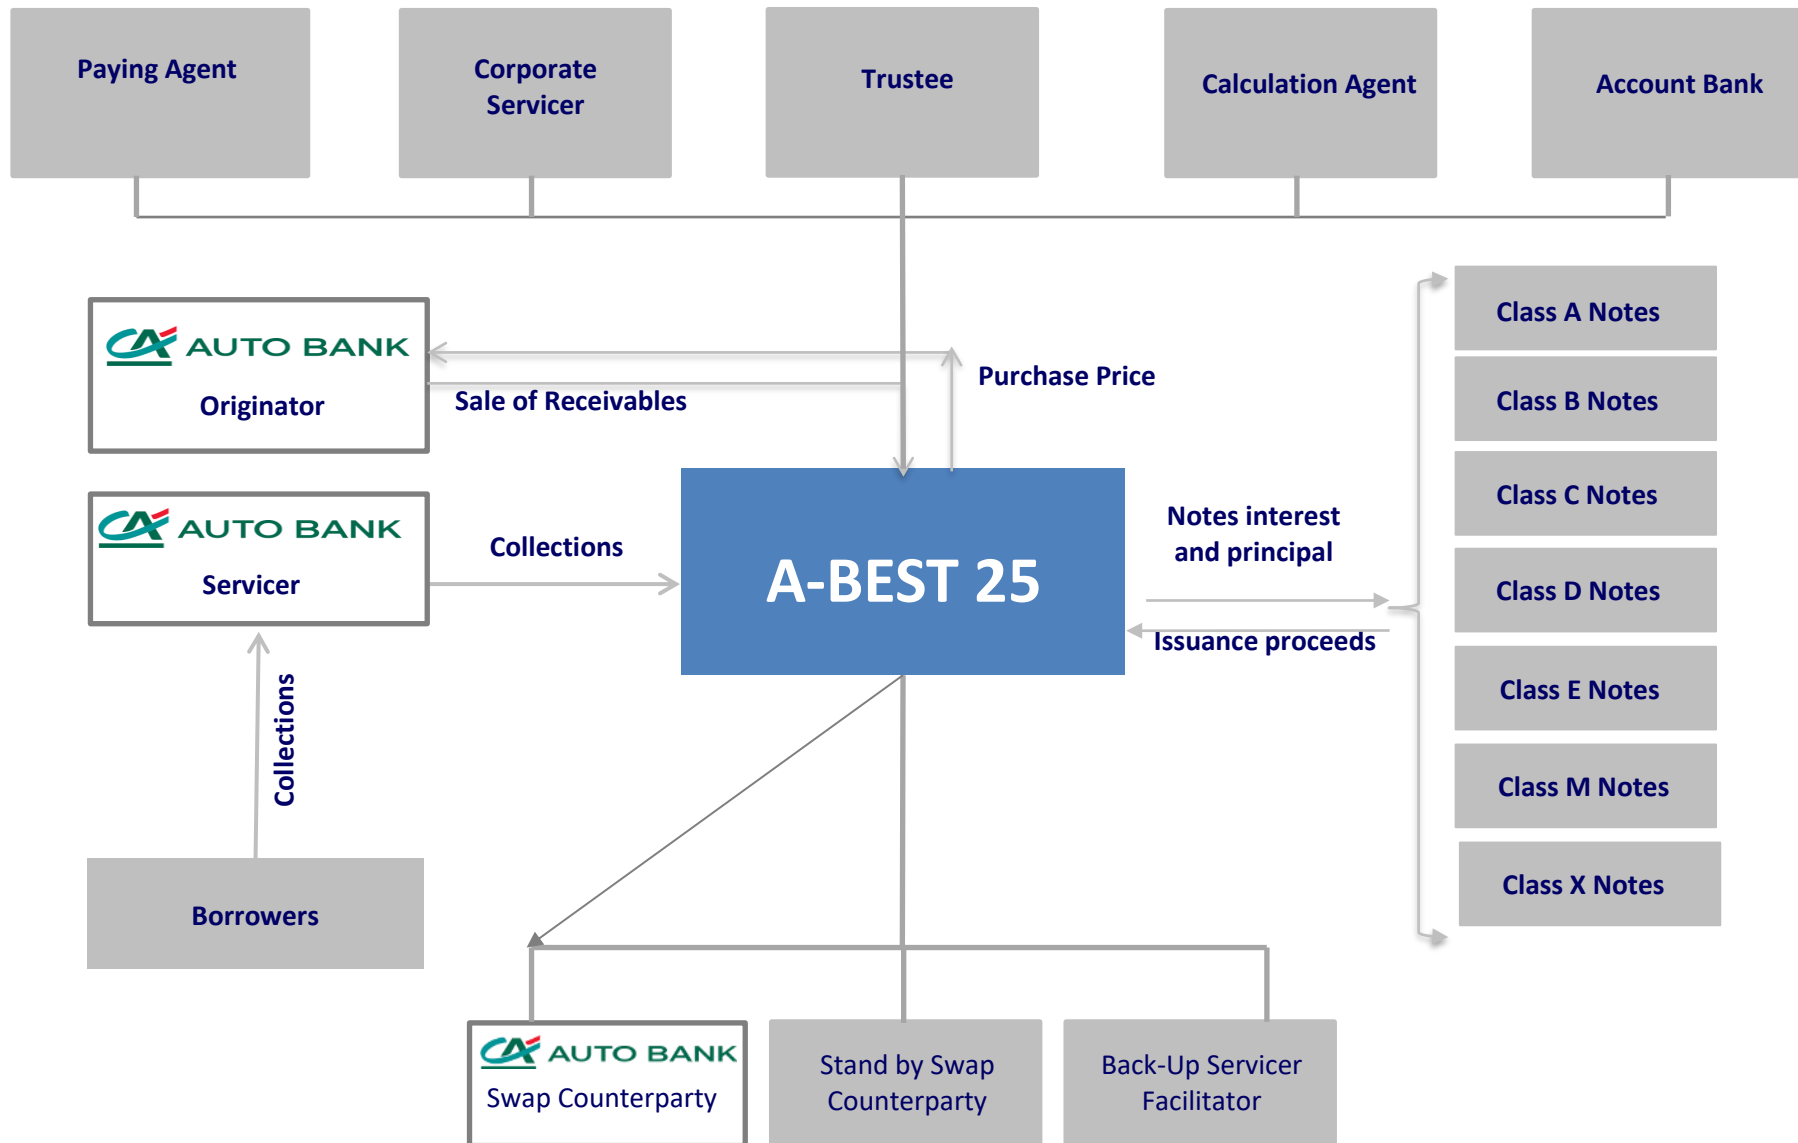 Paying Agent
Corporate
Servicer
Trustee
Calculation Agent
Account Bank
CA AUTO BANK
Originator
Sale of Receivables
Purchase Price
CA AUTO BANK
Servicer
Collections
A-BEST 25
Notes interest
and principal
Issuance proceeds
Class A Notes
Class B Notes
Class C Notes
Class D Notes
Class E Notes
Class M Notes
Class X Notes
Collections
Borrowers
CA AUTO BANK
Swap Counterparty
Stand by Swap
Counterparty
Back-Up Servicer
Facilitator